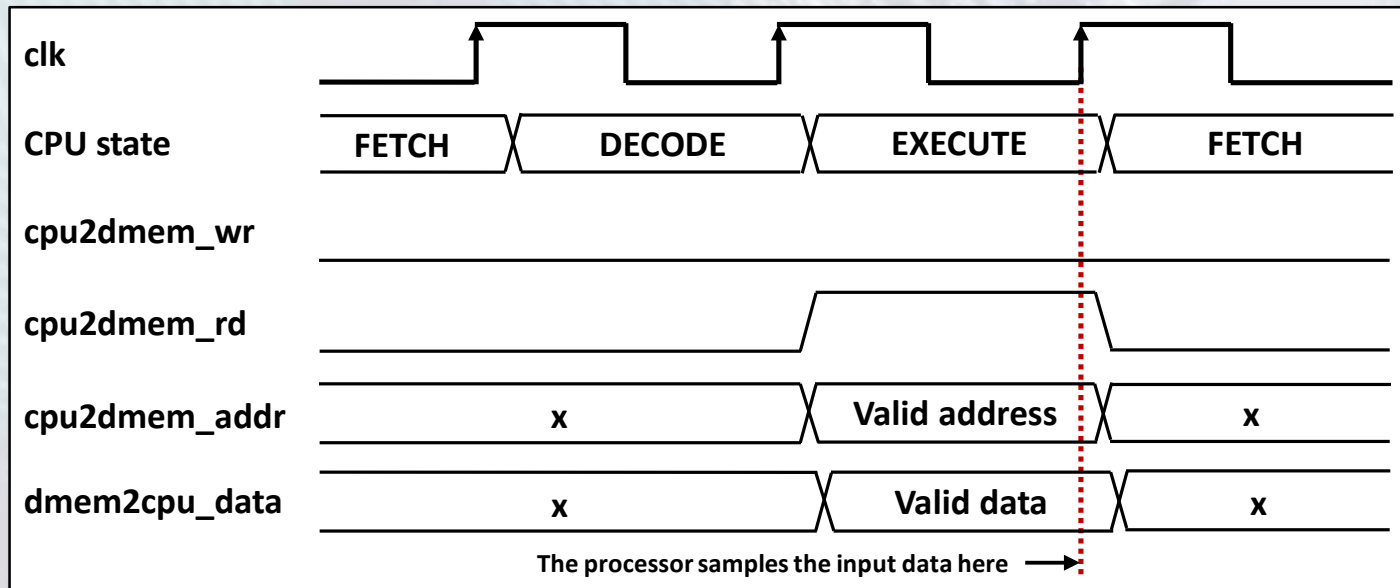 clk
CPU state FETCH DECODE EXECUTE FETCH
cpu2dmem_wr
cpu2dmem_rd
cpu2dmem_addr x Valid address x
dmem2cpu_data x Valid data x
The processor samples the input data here